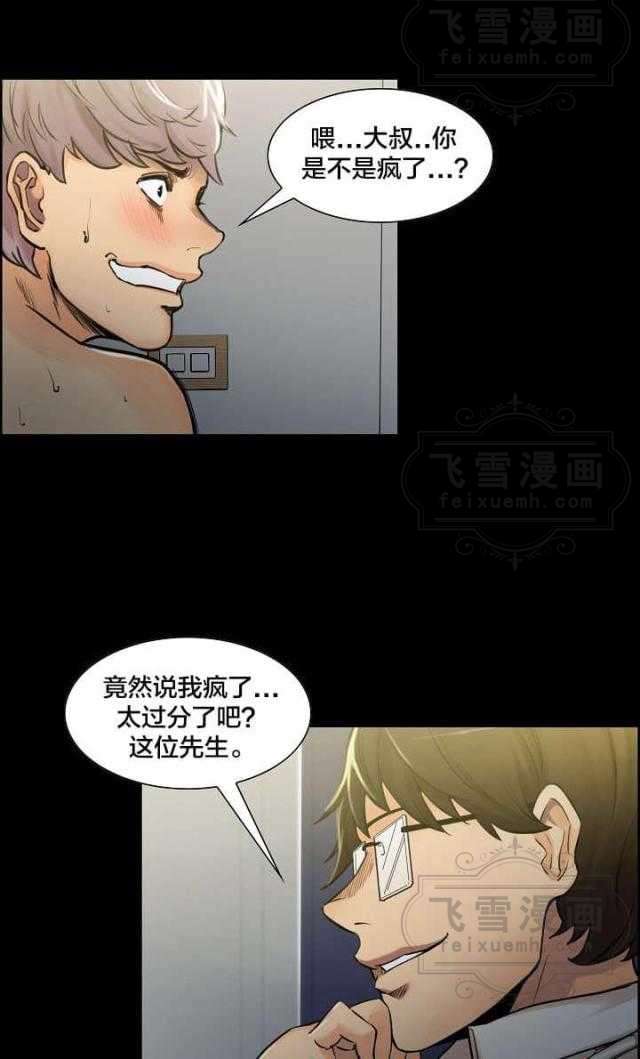 飞雪漫画
feixuemh.com
喂...大叔..你
是不是疯了...?
飞雪漫画
feixuemh.com
竟然说我疯了...
太过分了吧?
这位先生。
飞雪漫画
feixuemh.com